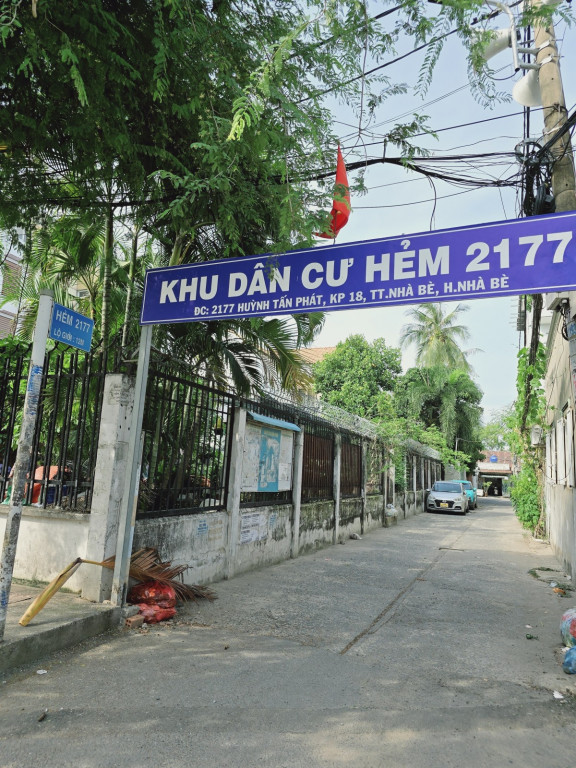 KHU DÂN CƯ HẺM 2177
ĐC: 2177 HUỲNH TẤN PHÁT, KP 18, TT.NHÀ BÈ, H.NHÀ BÈ
HẺM 2177